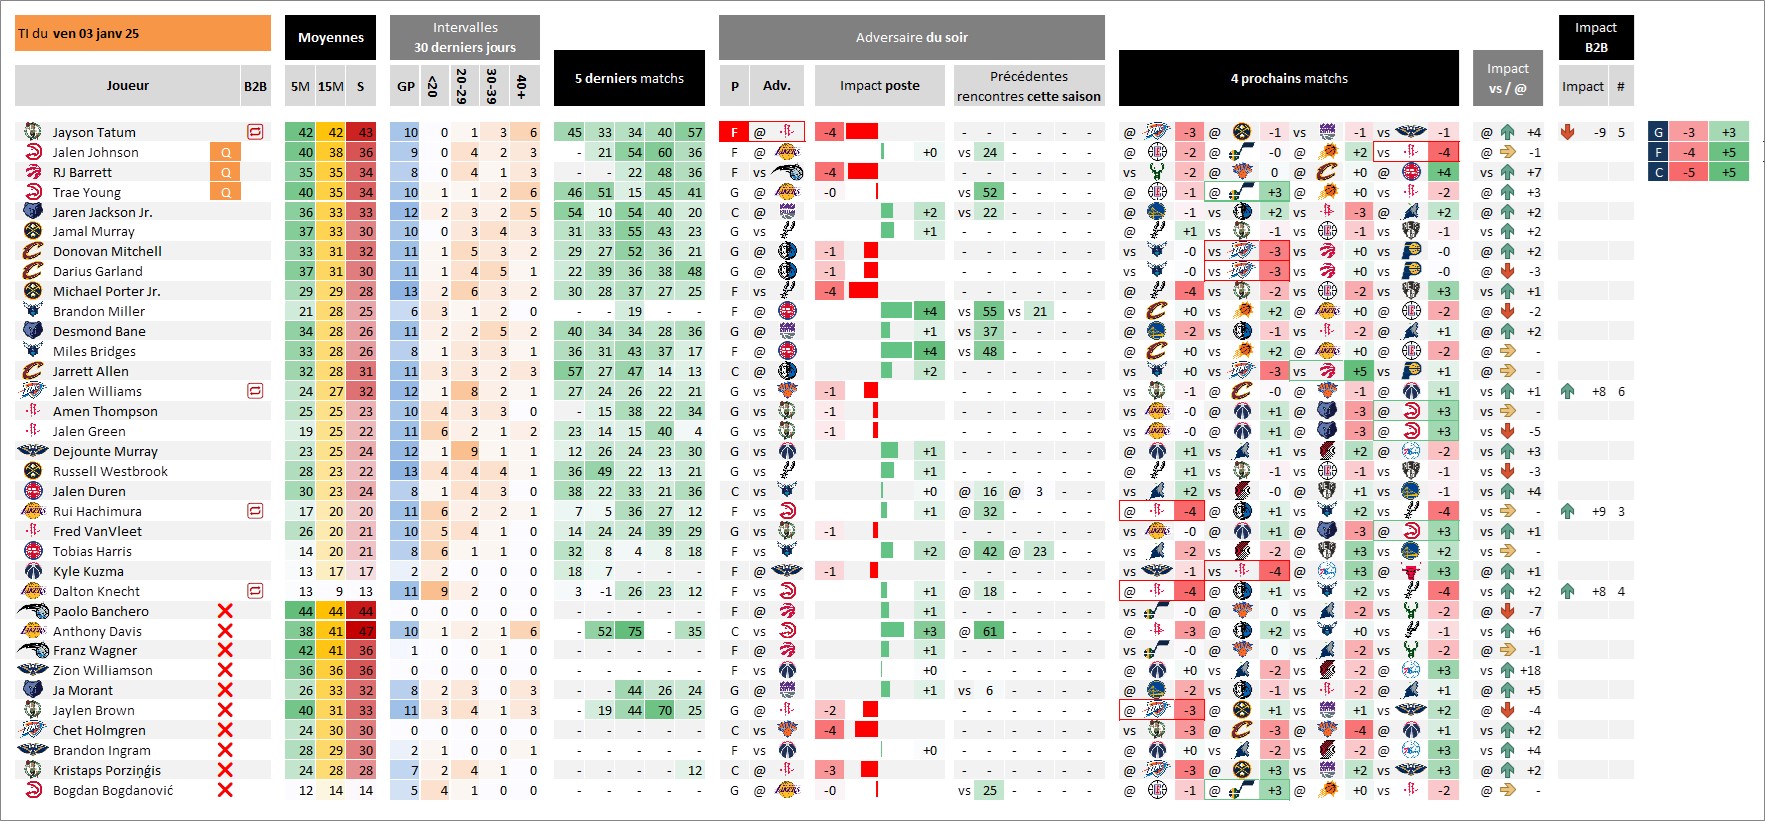 TI du ven 03 janv 25
Moyennes
Intervalles
30 derniers jours
5 derniers matchs
Adversaire du soir
4 prochains matchs
Impact
vs / @
Impact
B2B
Joueur B2B 5M 15M S GP <20 20-29 30-39 40+ P Adv. Impact poste
Précédentes
rencontres cette saison
Impact #
Jayson Tatum 42 42 43 10 0 1 3 6 45 33 34 40 57 F @ -4 - - - - - @ -3 @ -1 vs -1 vs -1 @ +4 -9 5
Jalen Johnson Q 40 38 36 9 0 4 2 3 - 21 54 60 36 F @ +0 vs 24 - - - - @ -2 @ -0 @ +2 vs -4 @ -1
RJ Barrett Q 35 35 34 8 0 4 1 3 - - 22 48 36 F vs -4 - - - - - vs -2 @ +0 @ +0 @ +4 vs +7
Trae Young Q 40 35 34 10 1 1 2 6 46 51 15 45 41 G @ -0 vs 52 - - - - @ -1 @ +3 @ +0 vs -2 @ +3
Jaren Jackson Jr. 36 33 33 12 2 3 2 5 54 10 54 40 20 C @ +2 vs 22 - - - - @ -1 vs +2 vs -3 @ +2 @ +2
Jamal Murray 37 33 30 10 0 3 4 3 31 33 55 43 23 G vs +1 - - - - - @ +1 vs -1 @ -1 vs -1 vs +2
Donovan Mitchell 33 31 32 11 1 5 3 2 29 27 52 36 21 G @ -1 - - - - - vs -0 vs -3 vs +0 vs -0 @ +2
Darius Garland 37 31 30 11 1 4 5 1 22 39 36 38 48 G @ -1 - - - - - vs -0 vs -3 vs +0 vs -0 @ -3
Michael Porter Jr. 29 29 28 13 2 6 3 2 30 28 37 27 25 F vs -4 - - - - - @ -4 vs -2 @ -2 vs +3 vs +1
Brandon Miller 21 28 25 6 3 1 2 0 - - 19 - - F @ +4 vs 55 vs 21 - - - @ +0 vs +2 @ +0 @ -2 @ -2
Desmond Bane 34 28 26 11 2 2 5 2 40 34 34 28 36 G @ +1 vs 37 - - - - @ -2 vs -1 vs -2 @ +1 @ +2
Miles Bridges 33 28 26 8 1 3 3 1 36 31 43 37 17 F @ +4 vs 48 - - - - @ +0 vs +2 @ +0 @ -2 @ -
Jarrett Allen 32 28 31 11 3 3 2 3 57 27 47 14 13 C @ +2 - - - - - vs +0 vs -3 vs +5 vs +1 @ -
Jalen Williams 24 27 32 12 1 8 2 1 27 24 26 22 21 G vs -1 - - - - - vs -1 @ -0 @ -1 @ +1 vs +1 +8 6
Amen Thompson 25 25 23 10 4 3 3 0 - 15 38 22 34 G vs -1 - - - - - vs -0 @ +1 @ -3 @ +3 vs -
Jalen Green 19 25 22 11 6 2 1 2 23 14 15 40 4 G vs -1 - - - - - vs -0 @ +1 @ -3 @ +3 vs -5
Dejounte Murray 23 25 24 12 1 9 1 1 12 26 24 23 30 G vs +1 - - - - - @ +1 vs +1 vs +2 @ -2 vs +3
Russell Westbrook 28 23 22 13 4 4 4 1 36 49 22 13 21 G vs +1 - - - - - @ +1 vs -1 @ -1 vs -1 vs -3
Jalen Duren 30 23 24 8 1 4 3 0 38 22 33 21 36 C vs +0 @ 16 @ 3 - - - vs +2 vs -0 @ +1 vs -1 vs +4
Rui Hachimura 17 20 20 11 6 2 2 1 7 5 36 27 12 F vs +1 @ 32 - - - - @ -4 @ -1 vs +2 vs -4 vs - +9 3
Fred VanVleet 26 20 21 10 5 4 1 0 14 24 24 39 29 G vs -1 - - - - - vs -0 @ +1 @ -3 @ +3 vs +1
Tobias Harris 14 20 21 8 6 1 1 0 32 8 4 8 18 F vs +2 @ 42 @ 23 - - - vs -2 vs -2 @ +3 vs +2 vs -
Kyle Kuzma 13 17 17 2 2 0 0 0 18 7 - - - F @ -1 - - - - - vs -1 vs -4 @ +3 @ +3 @ +1
Dalton Knecht 13 9 13 11 9 2 0 0 3 -1 26 23 12 F vs +1 @ 18 - - - - @ -4 @ -1 vs +2 vs -4 vs +2 +8 4
Paolo Banchero 44 44 44 0 0 0 0 0 - - - - - F @ +1 - - - - - vs -0 @ 0 vs -2 vs -2 @ -7
Anthony Davis 38 41 47 10 1 2 1 6 - 52 75 - 35 C vs +3 @ 61 - - - - @ -3 @ +2 vs +0 vs -1 vs +6
Franz Wagner 42 41 36 1 0 0 1 0 - - - - - F @ +1 - - - - - vs -0 @ 0 vs -2 vs -2 @ -1
Zion Williamson 36 36 36 0 0 0 0 0 - - - - - F vs +0 - - - - - @ +0 vs -2 vs -2 @ +3 vs +18
Ja Morant 26 33 32 8 2 3 0 3 - - 44 26 24 G @ +1 vs 6 - - - - @ -2 vs -1 vs -2 @ +1 @ +5
Jaylen Brown 40 31 33 11 3 4 1 3 - 19 44 70 25 G @ -2 - - - - - @ -3 @ +1 vs +1 vs +2 @ -4
Chet Holmgren 24 30 30 0 0 0 0 0 - - - - - C vs -4 - - - - - vs -3 @ -3 @ -4 @ +1 vs +2
Brandon Ingram 28 29 30 2 1 0 0 1 - - - - - F vs +0 - - - - - @ +0 vs -2 vs -2 @ +3 vs +4
Kristaps Porziņģis 24 28 28 7 2 4 1 0 - - - - 12 C @ -3 - - - - - @ -3 @ +3 vs +2 vs +3 @ +2
Bogdan Bogdanović 12 14 14 5 4 1 0 0 - - - - - G @ -0 vs 25 - - - - @ -1 @ +3 @ +0 vs -2 @ -
G -3 +3
F -4 +5
C -5 +5